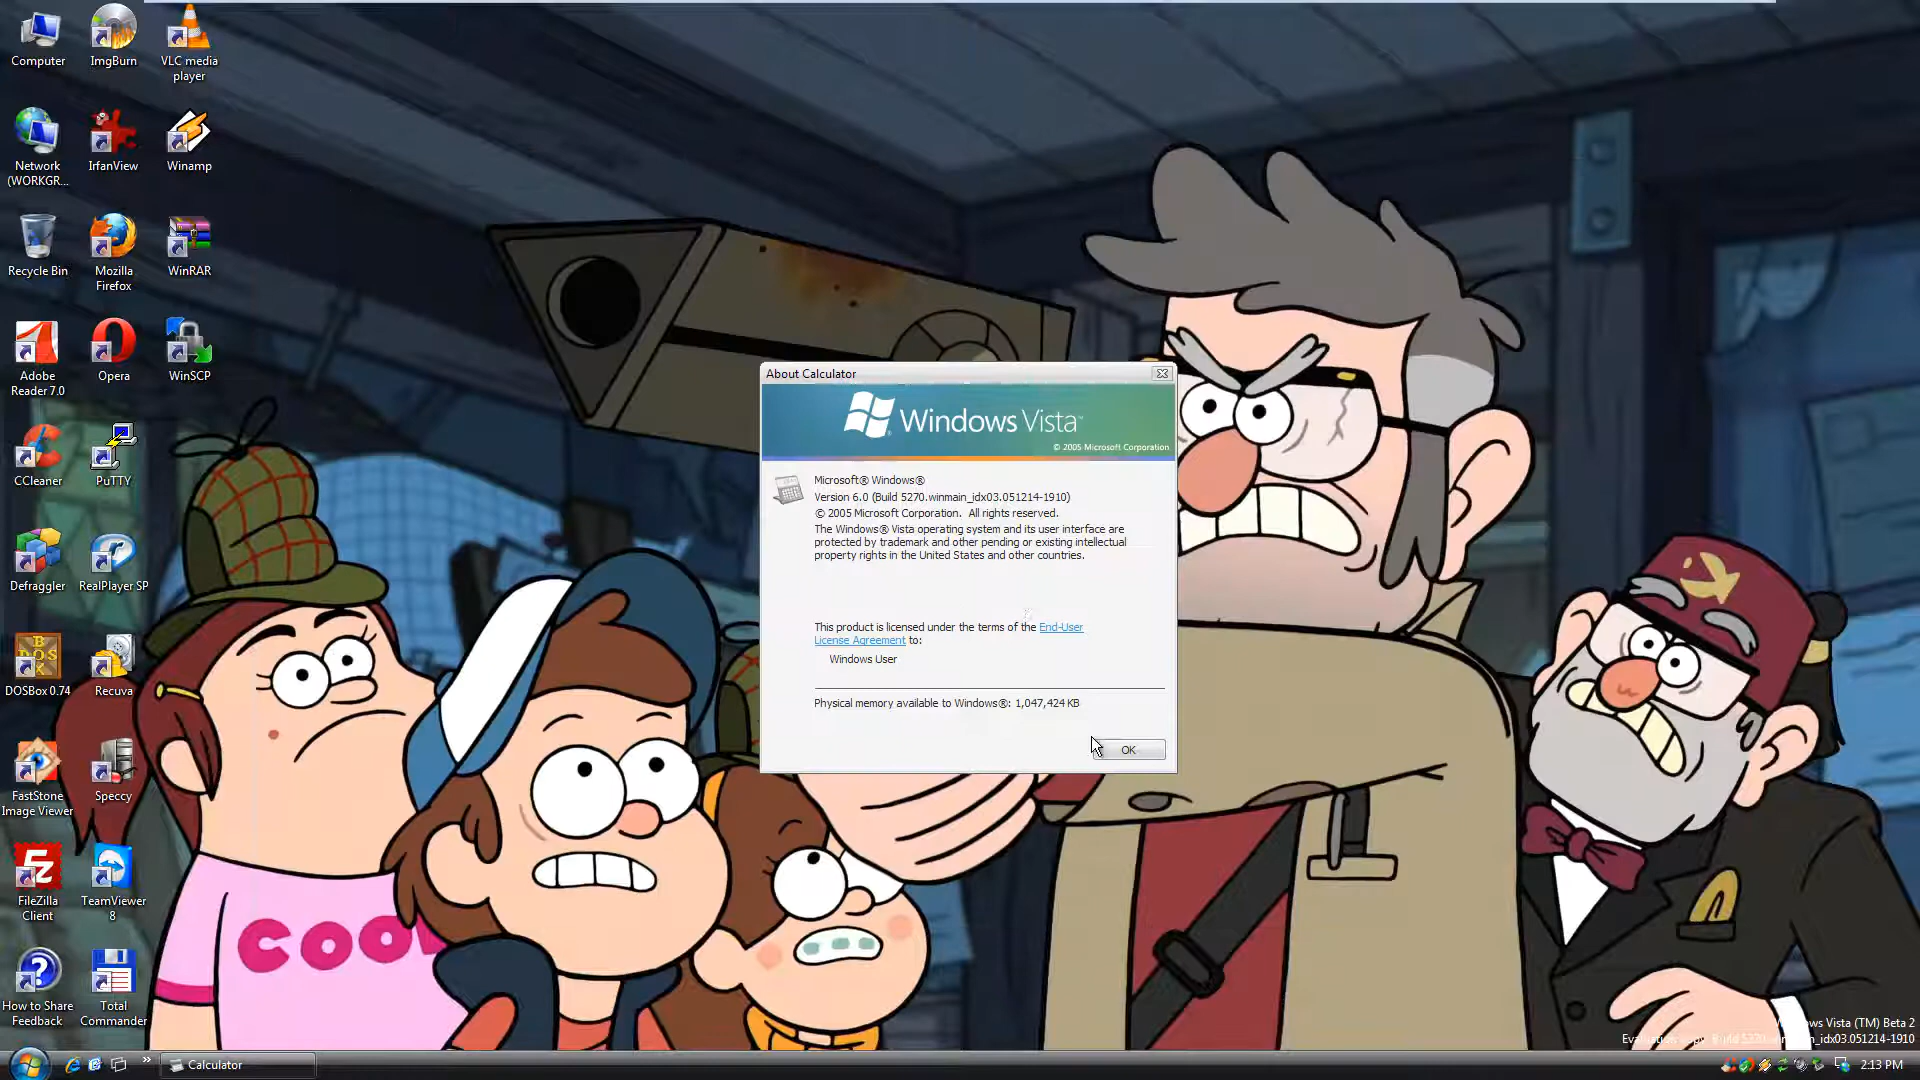 Computer
ImgBurn
VLC media
player
Network
(WORKGR...
IrfanView
Winamp
Recycle Bin
Mozilla
Firefox
WinRAR
Adobe
Reader 7.0
Opera
WinSCP
CCleaner
PuTTY
Defraggler
RealPlayer SP
DOSBox 0.74
Recuva
FastStone
Image Viewer
Speccy
FileZilla
Client
TeamViewer
8
How to Share
Feedback
Total
Commander
About Calculator
Windows Vista™
© 2005 Microsoft Corporation
Microsoft® Windows®
Version 6.0 (Build 5270.winmain_idx03.051214-1910)
© 2005 Microsoft Corporation. All rights reserved.
The Windows® Vista operating system and its user interface are
protected by trademark and other pending or existing intellectual
property rights in the United States and other countries.
This product is licensed under the terms of the End-User
License Agreement to:
Windows User
Physical memory available to Windows®: 1,047,424 KB
OK
COOL
Vista (TM) Beta 2
Build 5270. _idx03.051214-1910
Calculator
2:13 PM